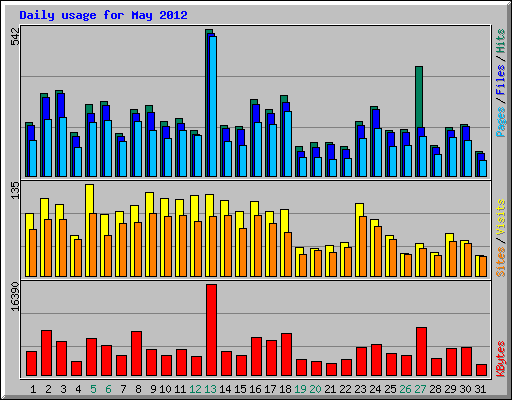 Daily usage for May 2012
542
Pages / Files / Hits
135
Sites / Visits
16390
KBytes
1 2 3 4 5 6 7 8 9 10 11 12 13 14 15 16 17 18 19 20 21 22 23 24 25 26 27 28 29 30 31